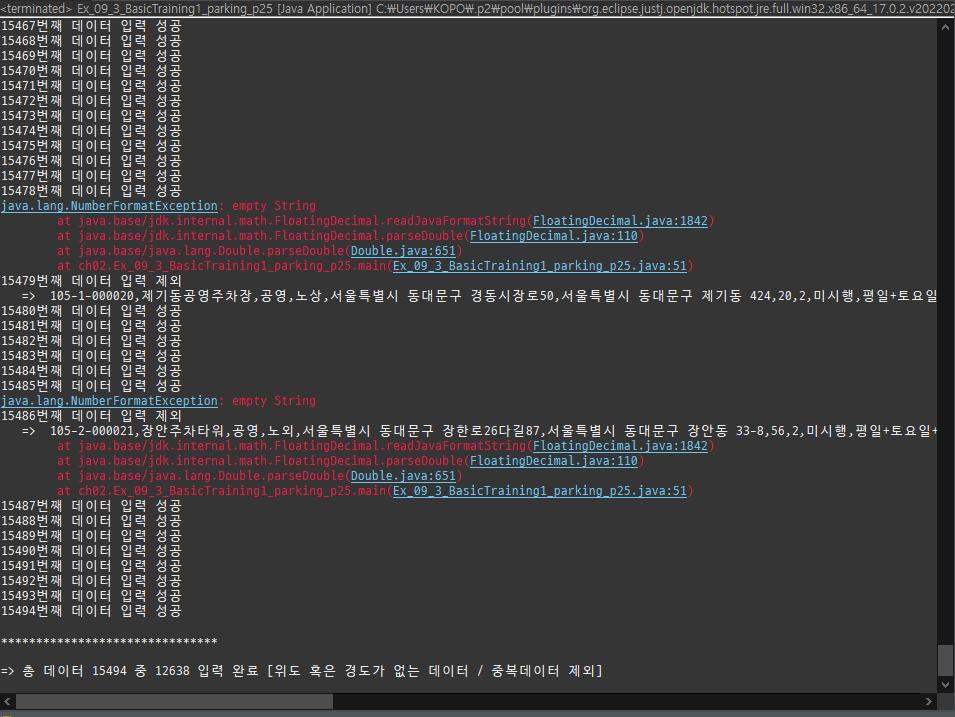 <terminated> Ex_09_3_BasicTraining1_parking_p25 [Java Application] C:₩Users₩KOPO₩.p2₩pool₩plugins₩org.eclipse.justj.openjdk.hotspot.jre.full.win32.x86_64_17.0.2.v202202
15467번째 데이터 입력 성공
15468번째 데이터 입력 성공
15469번째 데이터 입력 성공
15470번째 데이터 입력 성공
15471번째 데이터 입력 성공
15472번째 데이터 입력 성공
15473번째 데이터 입력 성공
15474번째 데이터 입력 성공
15475번째 데이터 입력 성공
15476번째 데이터 입력 성공
15477번째 데이터 입력 성공
15478번째 데이터 입력 성공
java.lang.NumberFormatException: empty String
at java.base/jdk.internal.math.FloatingDecimal.readJavaFormatString(FloatingDecimal.java:1842)
at java.base/jdk.internal.math.FloatingDecimal.parseDouble(FloatingDecimal.java:110)
at java.base/java.lang.Double.parseDouble(Double.java:651)
at ch02.Ex_09_3_BasicTraining1_parking_p25.main(Ex_09_3_BasicTraining1_parking_p25.java:51)
15479번째 데이터 입력 제외
=> 105-1-000020,제기동공영주차장,공영,노상,서울특별시 동대문구 경동시장로50,서울특별시 동대문구 제기동 424,20,2,미시행,평일+토요일
15480번째 데이터 입력 성공
15481번째 데이터 입력 성공
15482번째 데이터 입력 성공
15483번째 데이터 입력 성공
15484번째 데이터 입력 성공
15485번째 데이터 입력 성공
java.lang.NumberFormatException: empty String
15486번째 데이터 입력 제외
=> 105-2-000021,장안주차타워,공영,노외,서울특별시 동대문구 장한로26다길87,서울특별시 동대문구 장안동 33-8,56,2,미시행,평일+토요일+
at java.base/jdk.internal.math.FloatingDecimal.readJavaFormatString(FloatingDecimal.java:1842)
at java.base/jdk.internal.math.FloatingDecimal.parseDouble(FloatingDecimal.java:110)
at java.base/java.lang.Double.parseDouble(Double.java:651)
at ch02.Ex_09_3_BasicTraining1_parking_p25.main(Ex_09_3_BasicTraining1_parking_p25.java:51)
15487번째 데이터 입력 성공
15488번째 데이터 입력 성공
15489번째 데이터 입력 성공
15490번째 데이터 입력 성공
15491번째 데이터 입력 성공
15492번째 데이터 입력 성공
15493번째 데이터 입력 성공
15494번째 데이터 입력 성공
*******************************
=> 총 데이터 15494 중 12638 입력 완료 [위도 혹은 경도가 없는 데이터 / 중복데이터 제외]